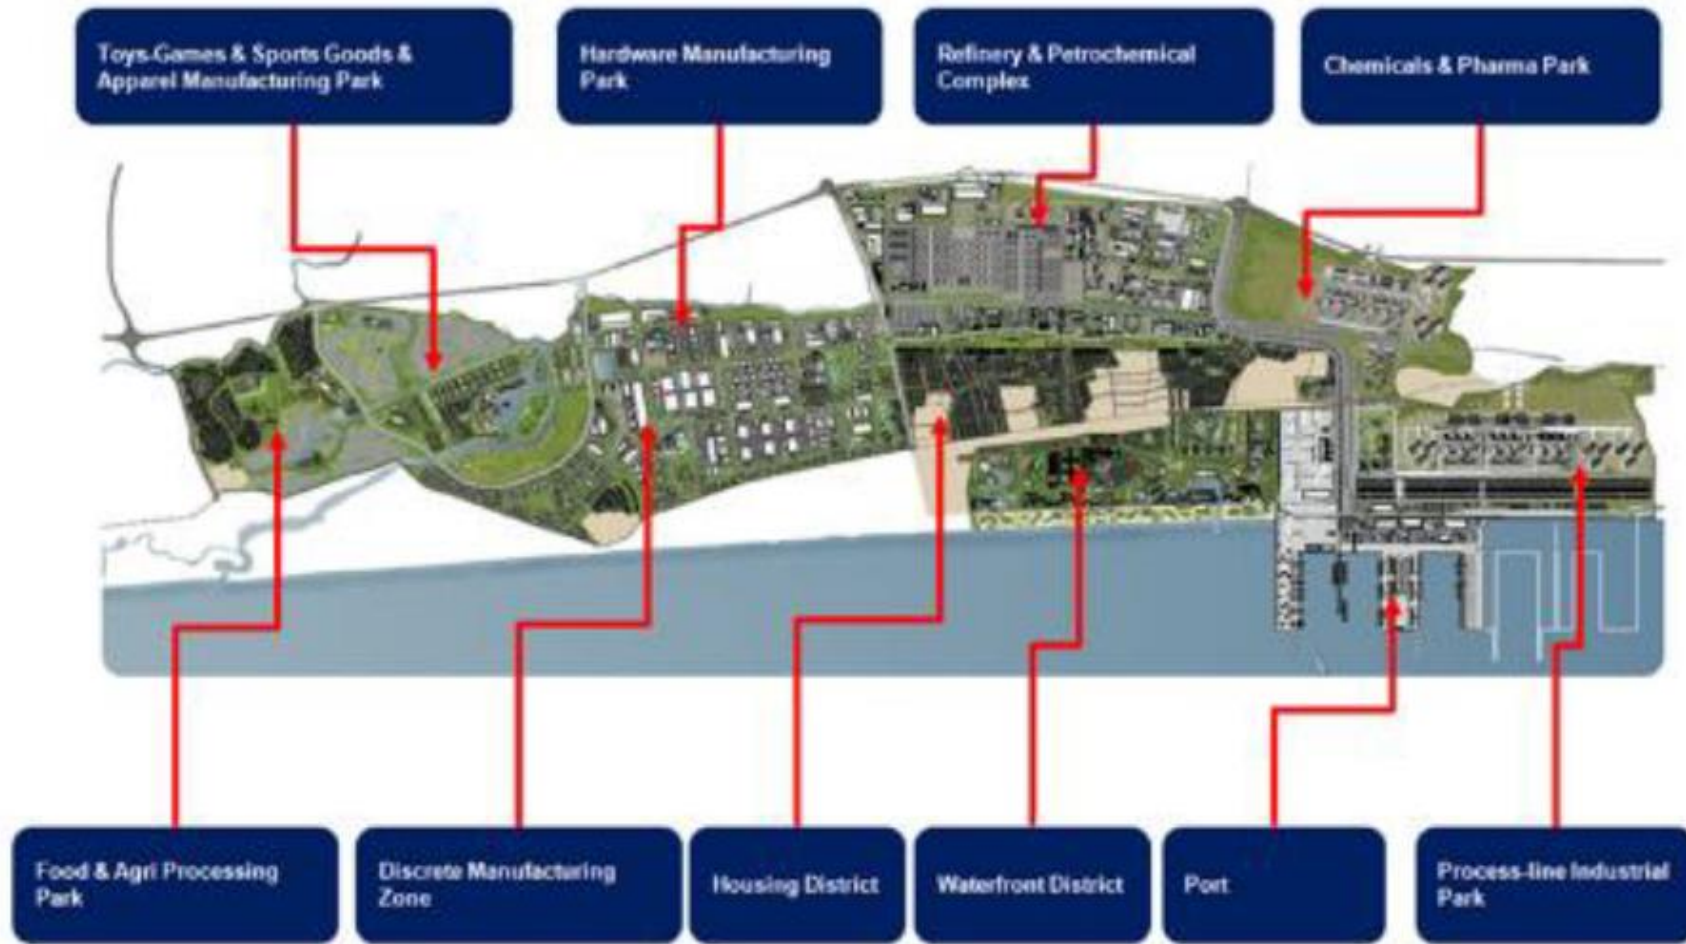 Toys-Games & Sports Goods &
Apparel Manufacturing Park
Hardware Manufacturing
Park
Refinery & Petrochemical
Complex
Chemicals & Pharma Park
Food & Agri Processing
Park
Discrete Manufacturing
Zone
Housing District
Waterfront District
Port
Process-line Industrial
Park